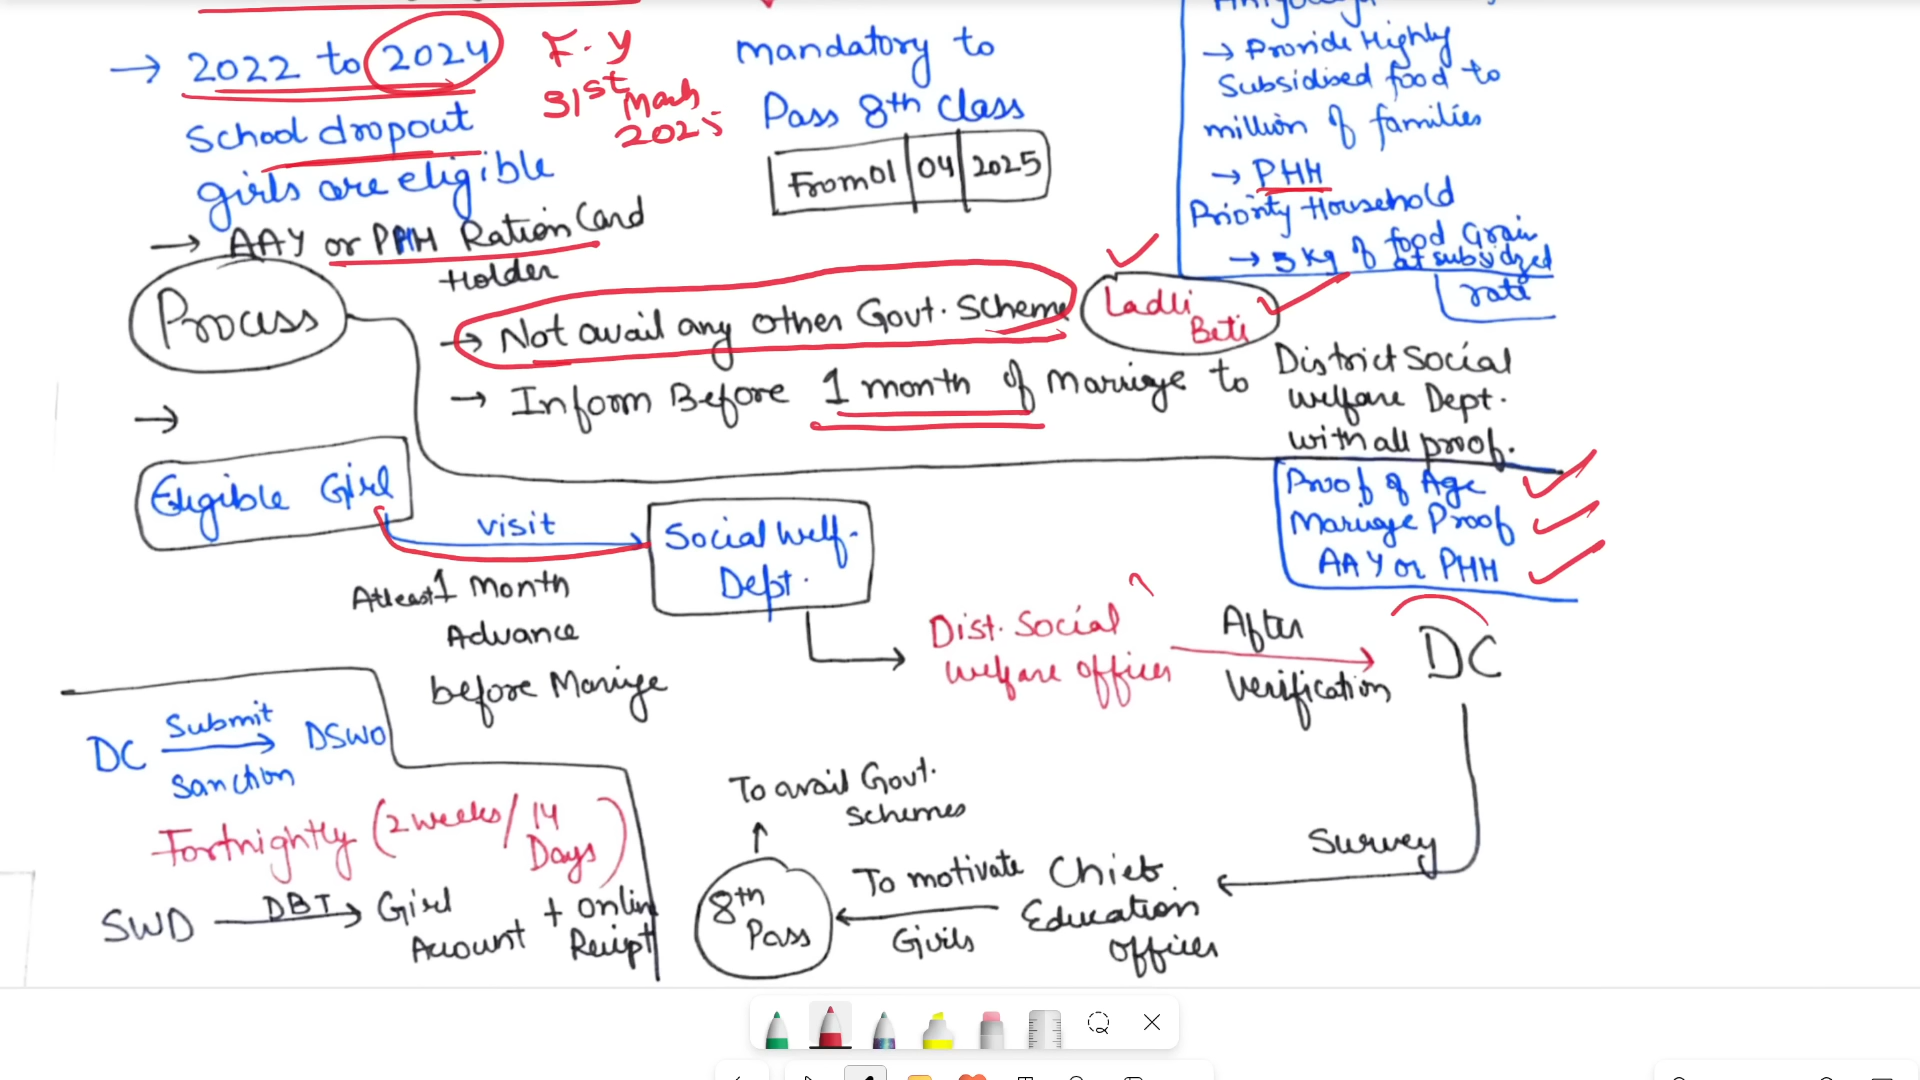 → 2022 to 2024
School dropout
girls are eligible
F.Y
31st March
2025
mandatory to
Pass 8th class
From 01 | 04 | 2025
→ Provide Highly
Subsidised food to
million of families
→ PHH
Priority Household
→ 5 kg of food Grain
at subsidized
rate
→ AAY or PHH Ration Card
Holder
Process
→ Not avail any other Govt. Scheme
Ladli
Beti
→ Inform Before 1 month of Marriage to
District Social
Welfare Dept.
with all proof.
→
Eligible Girl
visit
Social Welf.
Dept.
Atleast 1 Month
Advance
before Marriage
Proof of Age
Marriage Proof
AAY or PHH
Dist. Social
Welfare officer
After
Verification
DC
DC Submit DSWO
Sanction
Fortnightly (2 weeks/ 14
Days)
SWD DBT → Girl
Account
+ online
Receipt
To avail Govt.
Schemes
8th
Pass
To motivate
Girils
Chief
Education
officer
Survey